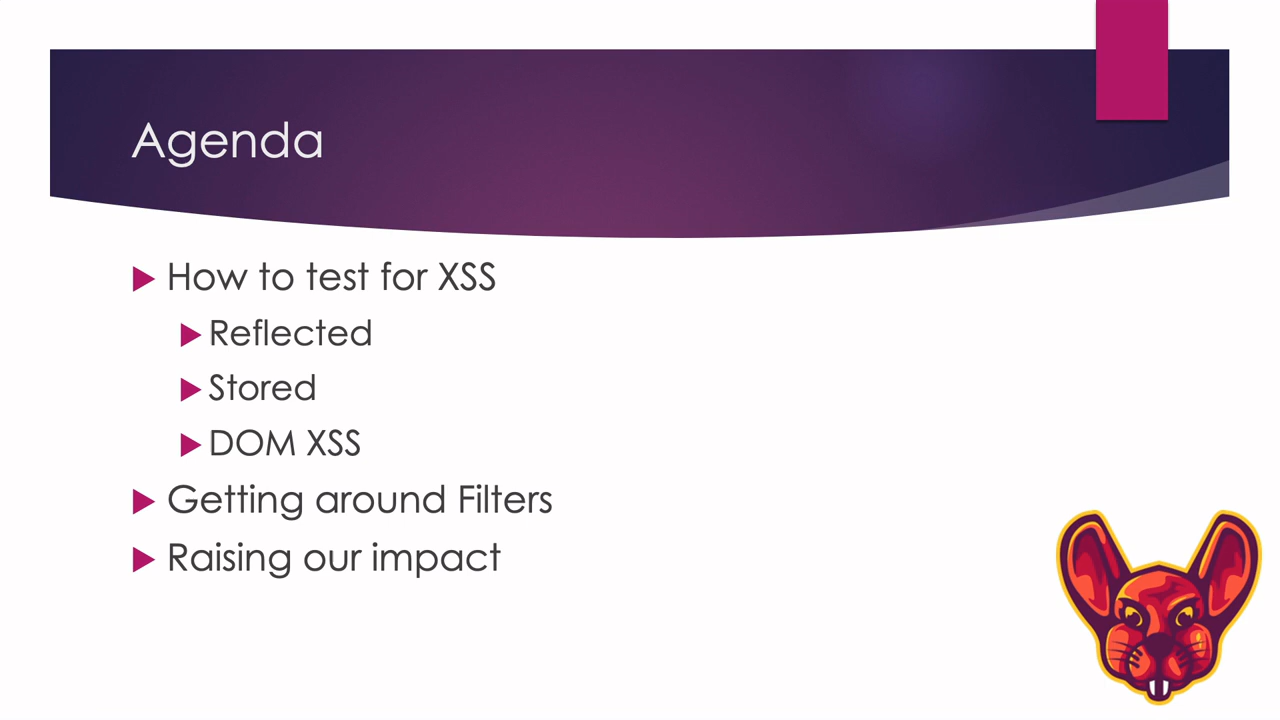 Agenda
How to test for XSS
Reflected
Stored
DOM XSS
Getting around Filters
Raising our impact